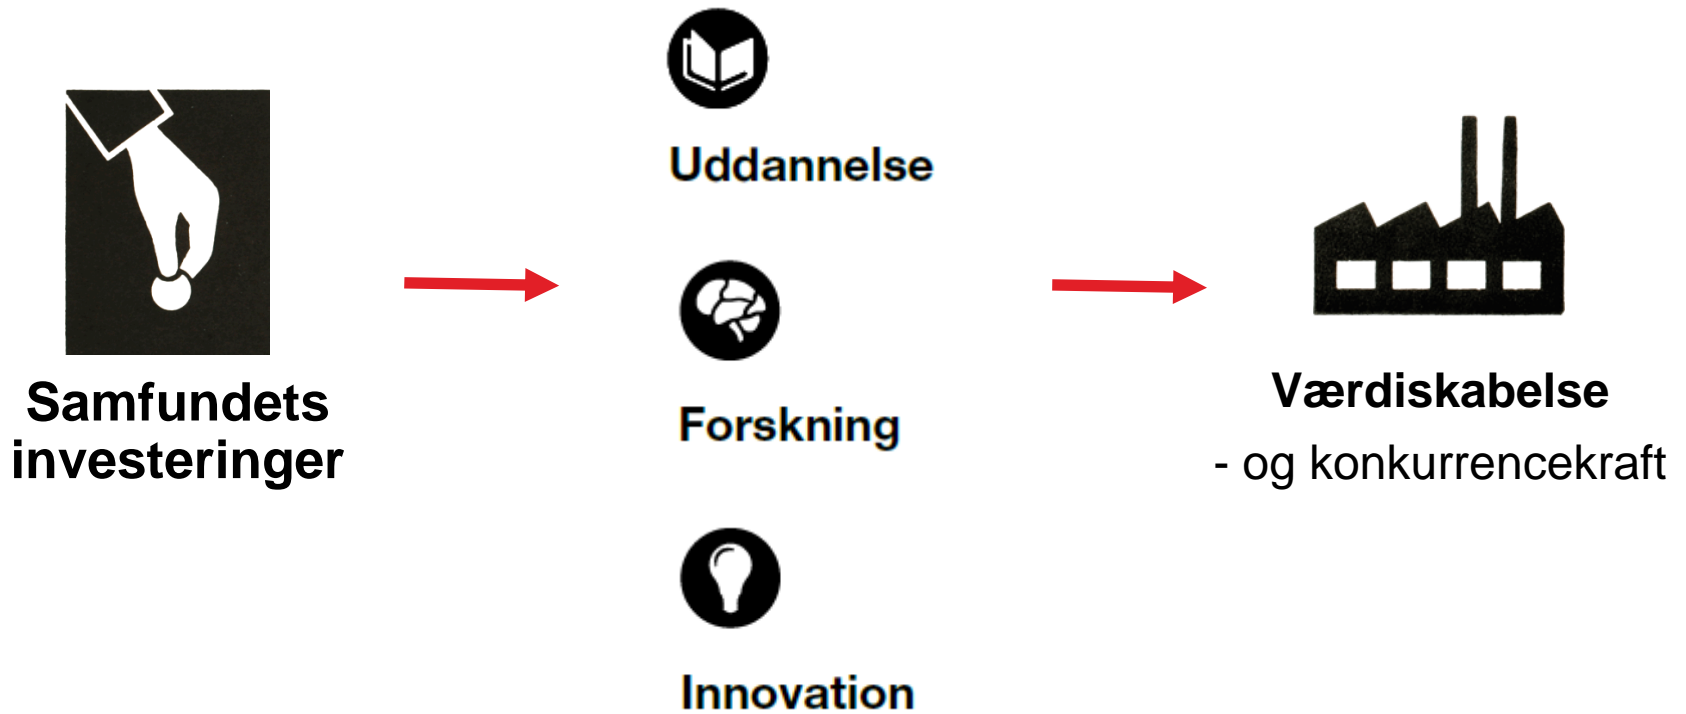 Samfundets
investeringer
Uddannelse
Forskning
Innovation
Værdiskabelse
- og konkurrencekraft